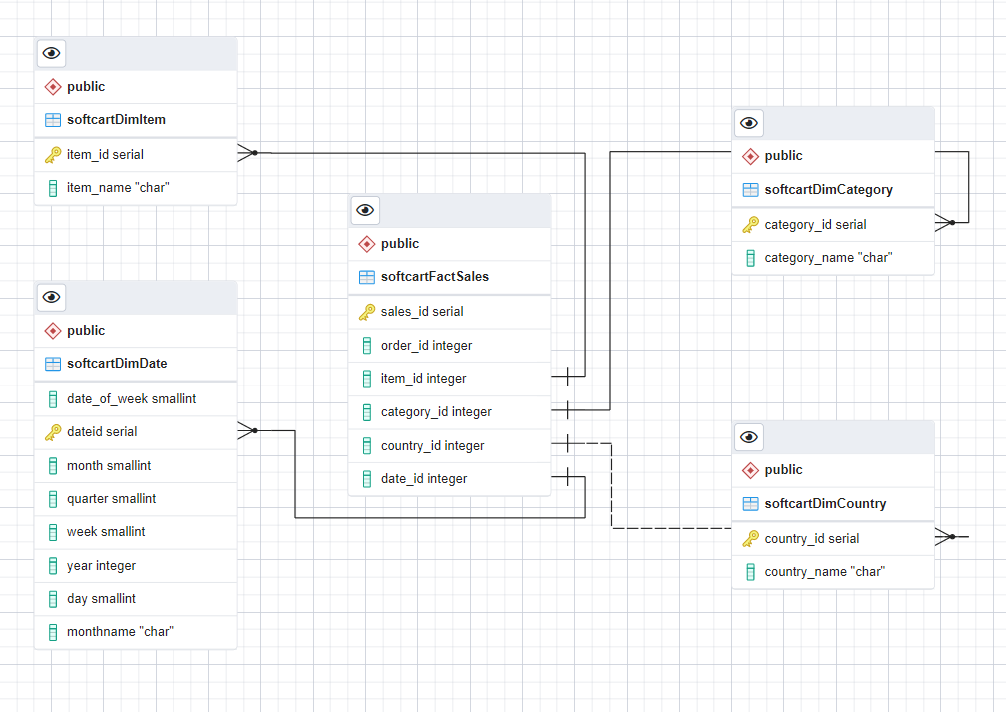 public
softcartDimItem
item_id serial
item_name "char"
public
softcartDimDate
date_of_week smallint
dateid serial
month smallint
quarter smallint
week smallint
year integer
day smallint
monthname "char"
public
softcartFactSales
sales_id serial
order_id integer
item_id integer
category_id integer
country_id integer
date_id integer
public
softcartDimCategory
category_id serial
category_name "char"
public
softcartDimCountry
country_id serial
country_name "char"